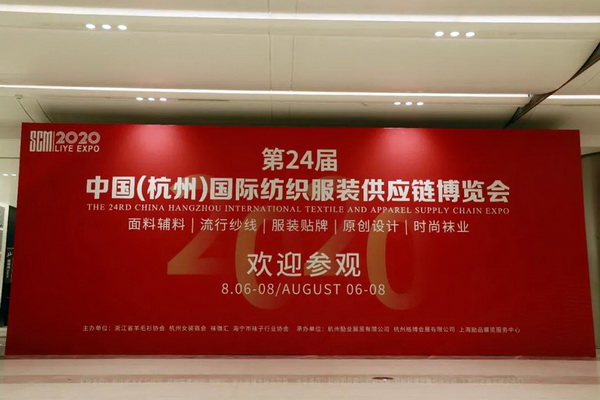 SCM 2020
LIYE EXPO
第24届
中国(杭州)国际纺织服装供应链博览会
THE 24RD CHINA HANGZHOU INTERNATIONAL TEXTILE AND APPAREL SUPPLY CHAIN EXPO
面料辅料 | 流行纱线 | 服装贴牌 | 原创设计 | 时尚袜业
2020
欢迎参观
8.06-08/AUGUST 06-08
主办单位：浙江省羊毛衫协会 杭州女装商会 袜饰汇 海宁市袜子行业协会 承办单位：杭州励会展览有限公司 杭州格博会展有限公司 上海励品展览服务中心